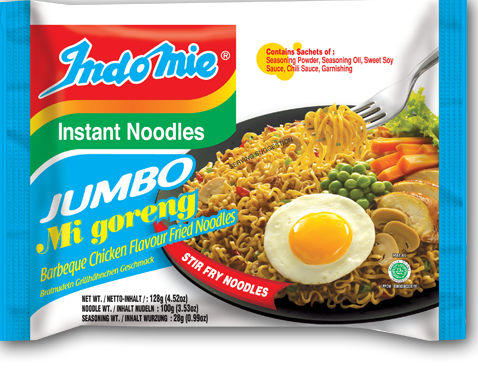 Indomie®
Contains Sachets of :
Seasoning Powder, Seasoning Oil, Sweet Soy
Sauce, Chili Sauce, Garnishing
Instant Noodles
JUMBO
Mi goreng
Barbeque Chicken Flavour Fried Noodles
Bratnudeln Grillhähnchen Geschmack
STIR FRY NOODLES
NET WT. / NETTO-INHALT / : 128g (4.52oz)
NOODLE WT. / INHALT NUDELN : 100g (3.53oz)
SEASONING WT. / INHALT WURZUNG : 28g (0.99oz)